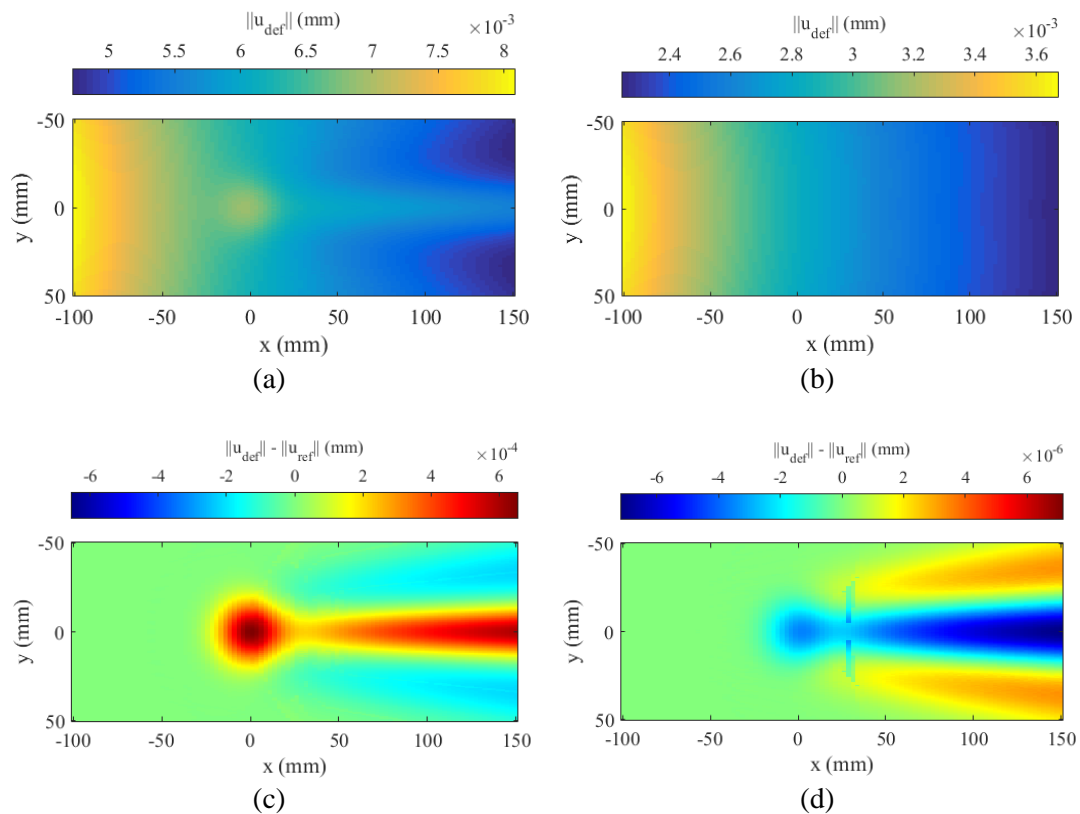 ||u_def|| (mm)
×10^-3
5 5.5 6 6.5 7 7.5 8
-50
0
50
y (mm)
-100 -50 0 50 100 150
x (mm)
(a)
||u_def|| (mm)
×10^-3
2.4 2.6 2.8 3 3.2 3.4 3.6
-50
0
50
y (mm)
-100 -50 0 50 100 150
x (mm)
(b)
||u_def|| - ||u_ref|| (mm)
×10^-4
-6 -4 -2 0 2 4 6
-50
0
50
y (mm)
-100 -50 0 50 100 150
x (mm)
(c)
||u_def|| - ||u_ref|| (mm)
×10^-6
-6 -4 -2 0 2 4 6
-50
0
50
y (mm)
-100 -50 0 50 100 150
x (mm)
(d)